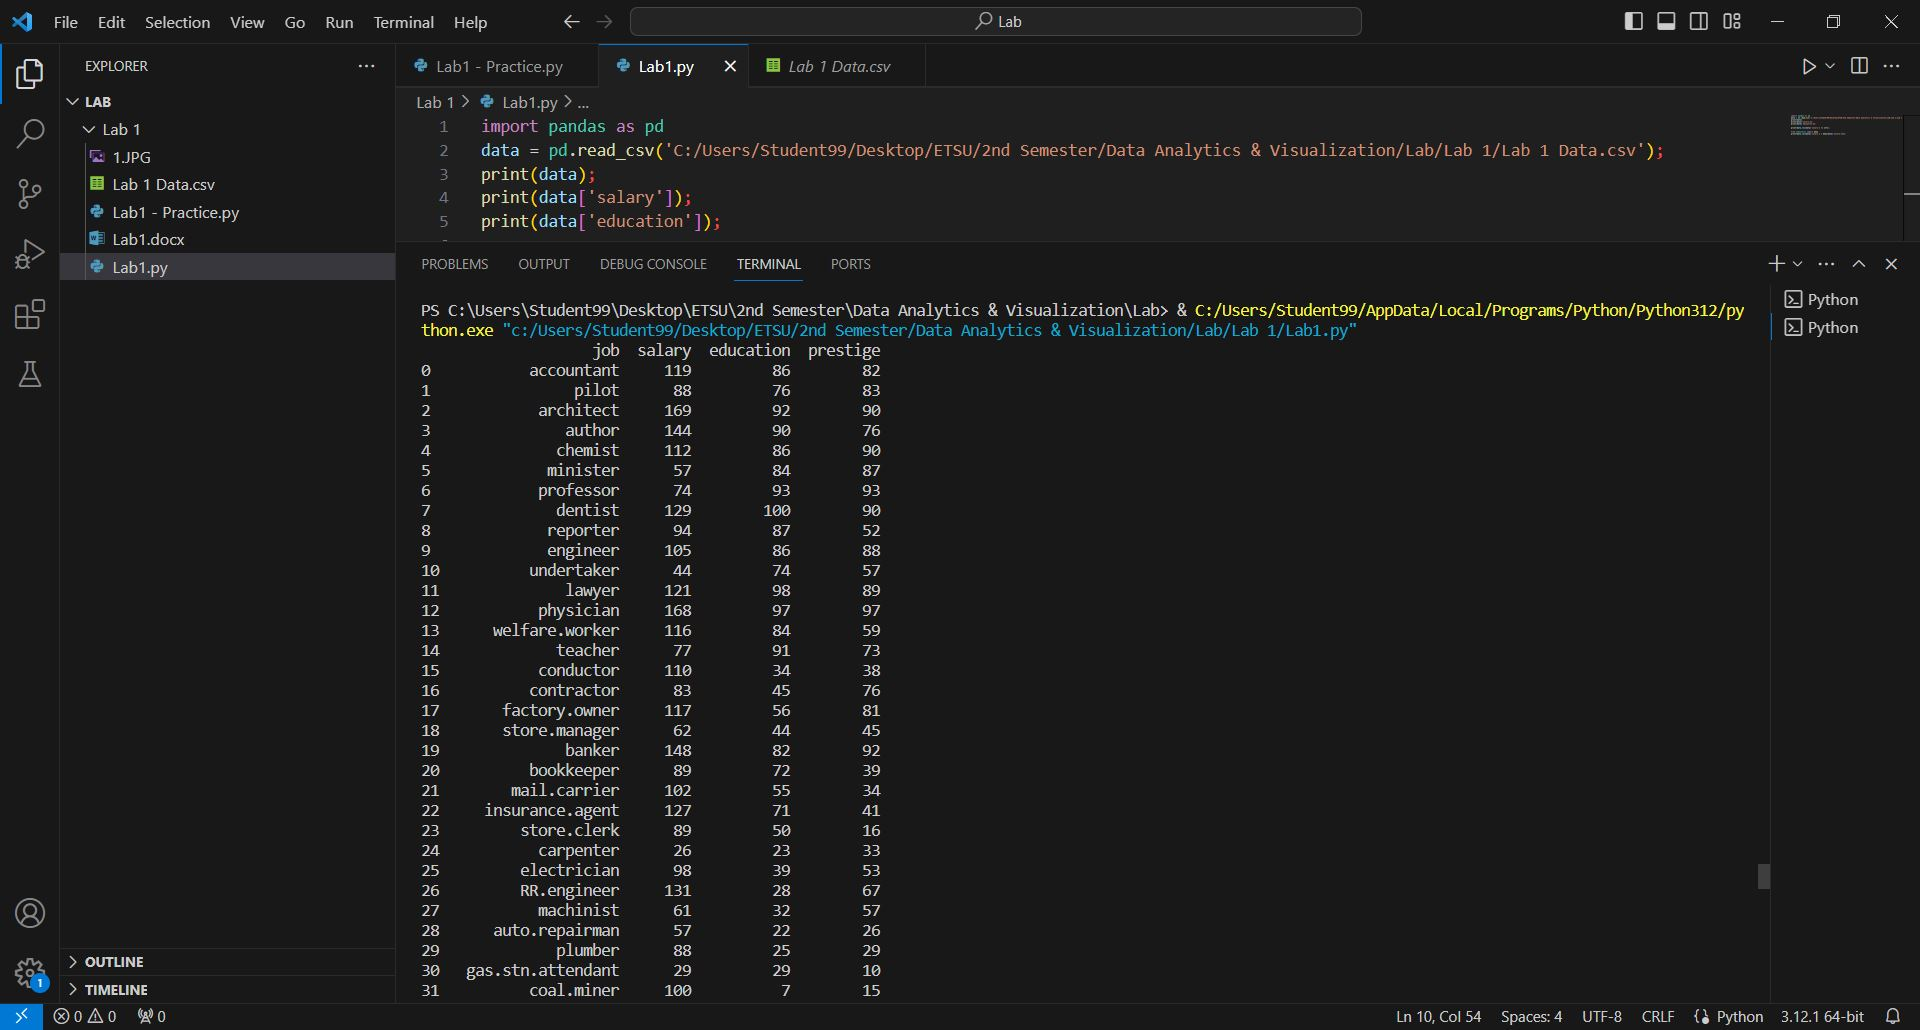 File Edit Selection View Go Run Terminal Help Lab
EXPLORER
LAB
Lab 1
1.JPG
Lab 1 Data.csv
Lab1 - Practice.py
Lab1.docx
Lab1.py
OUTLINE
TIMELINE
1
Lab1 - Practice.py Lab1.py Lab 1 Data.csv
Lab 1 > Lab1.py > ...
1 import pandas as pd
2 data = pd.read_csv('C:/Users/Student99/Desktop/ETSU/2nd Semester/Data Analytics & Visualization/Lab/Lab 1/Lab 1 Data.csv');
3 print(data);
4 print(data['salary']);
5 print(data['education']);
PROBLEMS OUTPUT DEBUG CONSOLE TERMINAL PORTS
Python
Python
PS C:\Users\Student99\Desktop\ETSU\2nd Semester\Data Analytics & Visualization\Lab> & C:/Users/Student99/AppData/Local/Programs/Python/Python312/py
thon.exe "c:/Users/Student99/Desktop/ETSU/2nd Semester/Data Analytics & Visualization/Lab/Lab 1/Lab1.py"
job salary education prestige
0 accountant 119 86 82
1 pilot 88 76 83
2 architect 169 92 90
3 author 144 90 76
4 chemist 112 86 90
5 minister 57 84 87
6 professor 74 93 93
7 dentist 129 100 90
8 reporter 94 87 52
9 engineer 105 86 88
10 undertaker 44 74 57
11 lawyer 121 98 89
12 physician 168 97 97
13 welfare.worker 116 84 59
14 teacher 77 91 73
15 conductor 110 34 38
16 contractor 83 45 76
17 factory.owner 117 56 81
18 store.manager 62 44 45
19 banker 148 82 92
20 bookkeeper 89 72 39
21 mail.carrier 102 55 34
22 insurance.agent 127 71 41
23 store.clerk 89 50 16
24 carpenter 26 23 33
25 electrician 98 39 53
26 RR.engineer 131 28 67
27 machinist 61 32 57
28 auto.repairman 57 22 26
29 plumber 88 25 29
30 gas.stn.attendant 29 29 10
31 coal.miner 100 7 15
0 0 0 Ln 10, Col 54 Spaces: 4 UTF-8 CRLF Python 3.12.1 64-bit